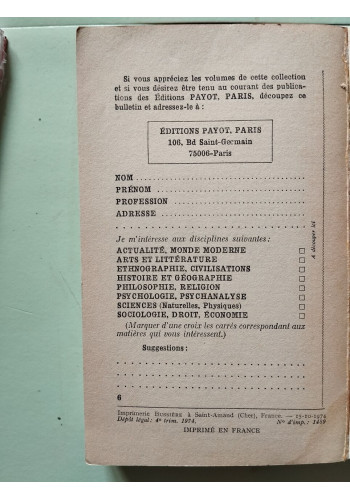 Si vous appréciez les volumes de cette collection
et si vous désirez être tenu au courant des publica-
tions des Éditions PAYOT, PARIS, découpez ce
bulletin et adressez-le à :
ÉDITIONS PAYOT, PARIS
106, Bd Saint-Germain
75006-Paris
NOM
PRÉNOM
PROFESSION
ADRESSE
Je m'intéresse aux disciplines suivantes :
ACTUALITÉ, MONDE MODERNE
ARTS ET LITTÉRATURE
ETHNOGRAPHIE, CIVILISATIONS
HISTOIRE ET GÉOGRAPHIE
PHILOSOPHIE, RELIGION
PSYCHOLOGIE, PSYCHANALYSE
SCIENCES (Naturelles, Physiques)
SOCIOLOGIE, DROIT, ÉCONOMIE
(Marquer d'une croix les carrés correspondant aux
matières qui vous intéressent.)
A découper ici
Suggestions :
6
Imprimerie BUSSIÈRE à Saint-Amand (Cher), France. — 15-10-1974
Dépôt légal : 4e trim. 1974. N° d'imp. : 1469
IMPRIMÉ EN FRANCE